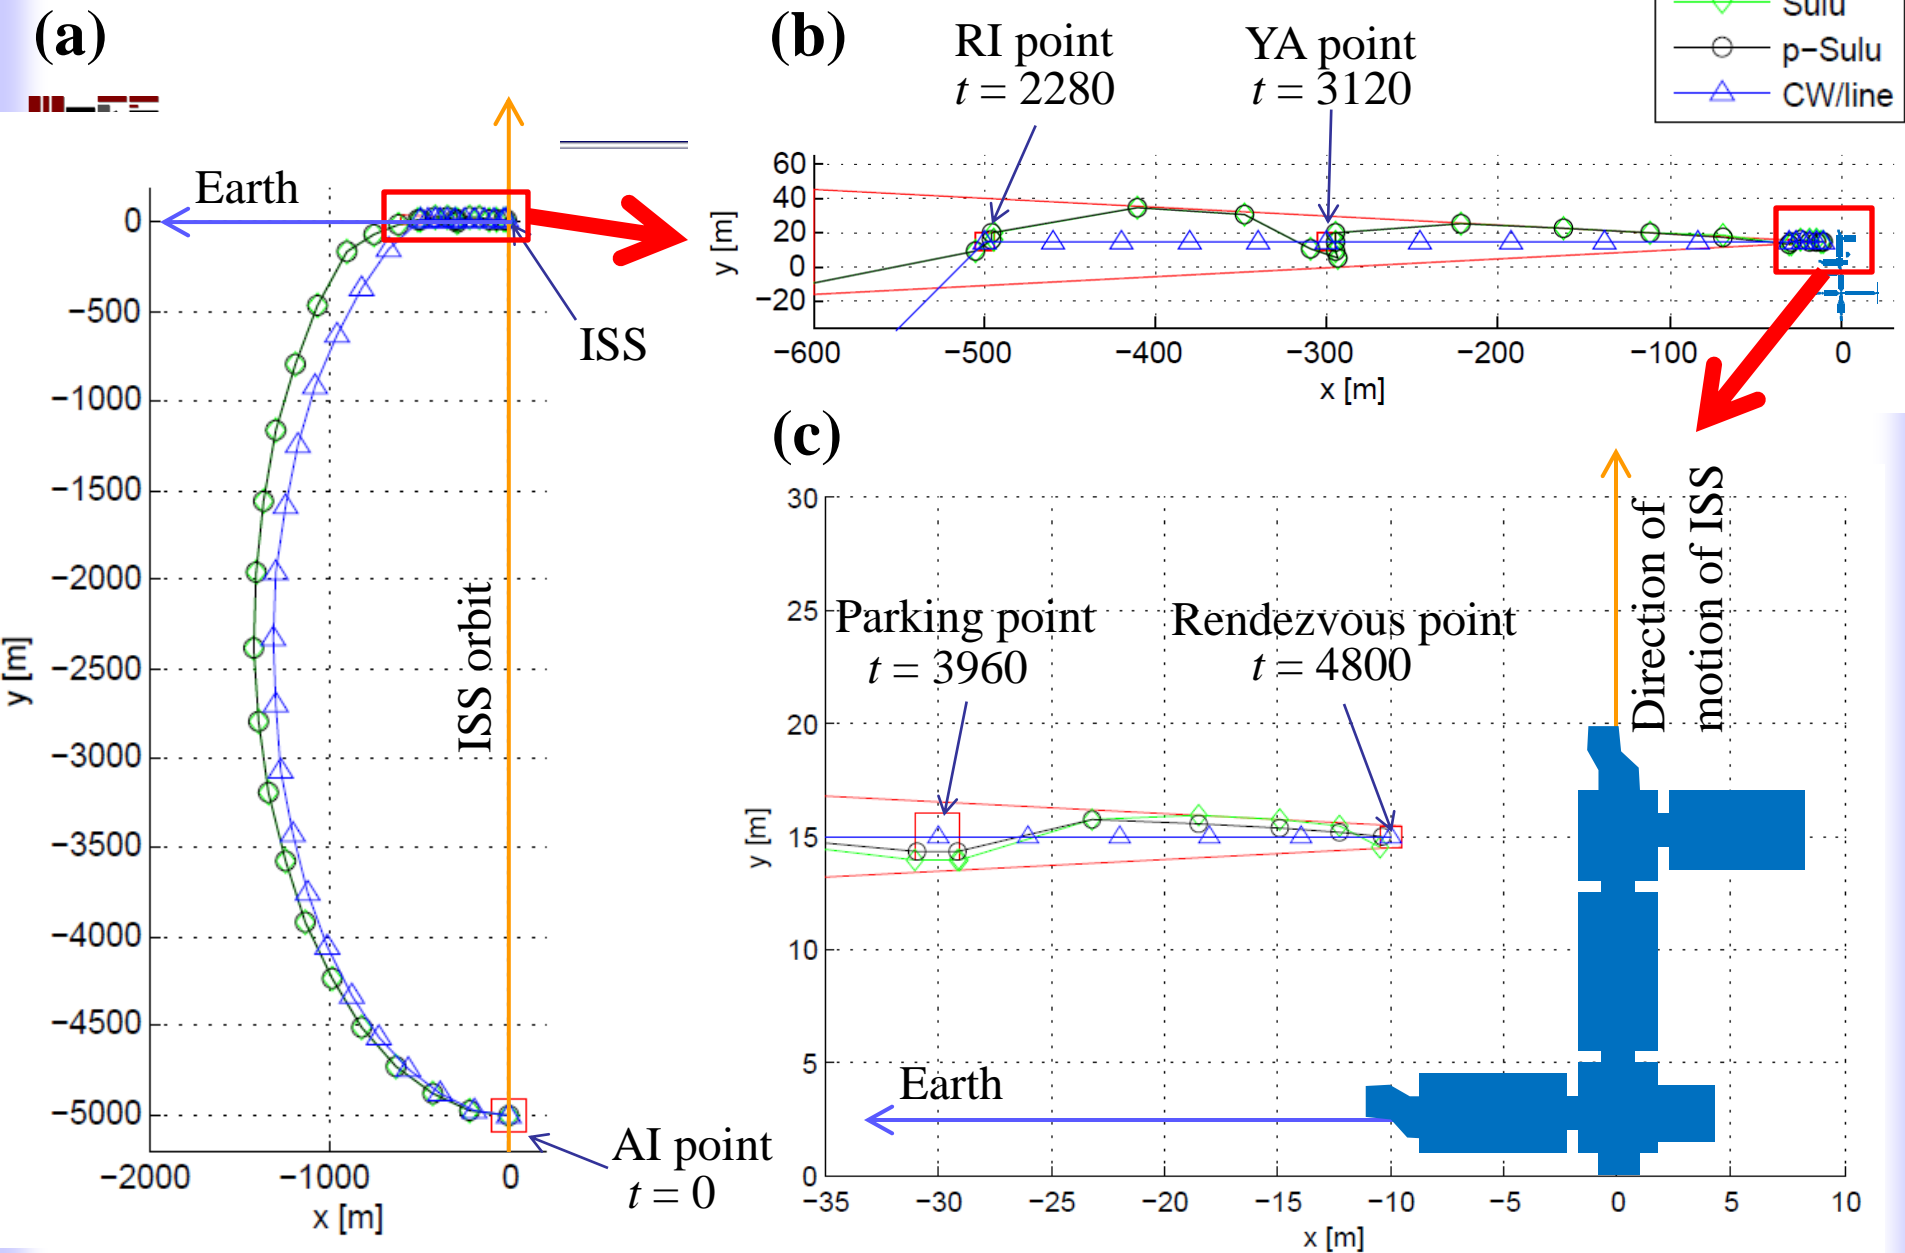 (a)
Earth
0
−500
−1000
−1500
−2000
−2500
−3000
−3500
−4000
−4500
−5000
y [m]
−2000
−1000
0
x [m]
ISS orbit
ISS
AI point
t = 0
(b)
RI point
t = 2280
YA point
t = 3120
Sulu
p−Sulu
CW/line
60
40
20
0
−20
y [m]
−600
−500
−400
−300
−200
−100
0
x [m]
(c)
30
25
20
15
10
5
0
y [m]
Parking point
t = 3960
Rendezvous point
t = 4800
Direction of
motion of ISS
Earth
−35
−30
−25
−20
−15
−10
−5
0
5
10
x [m]